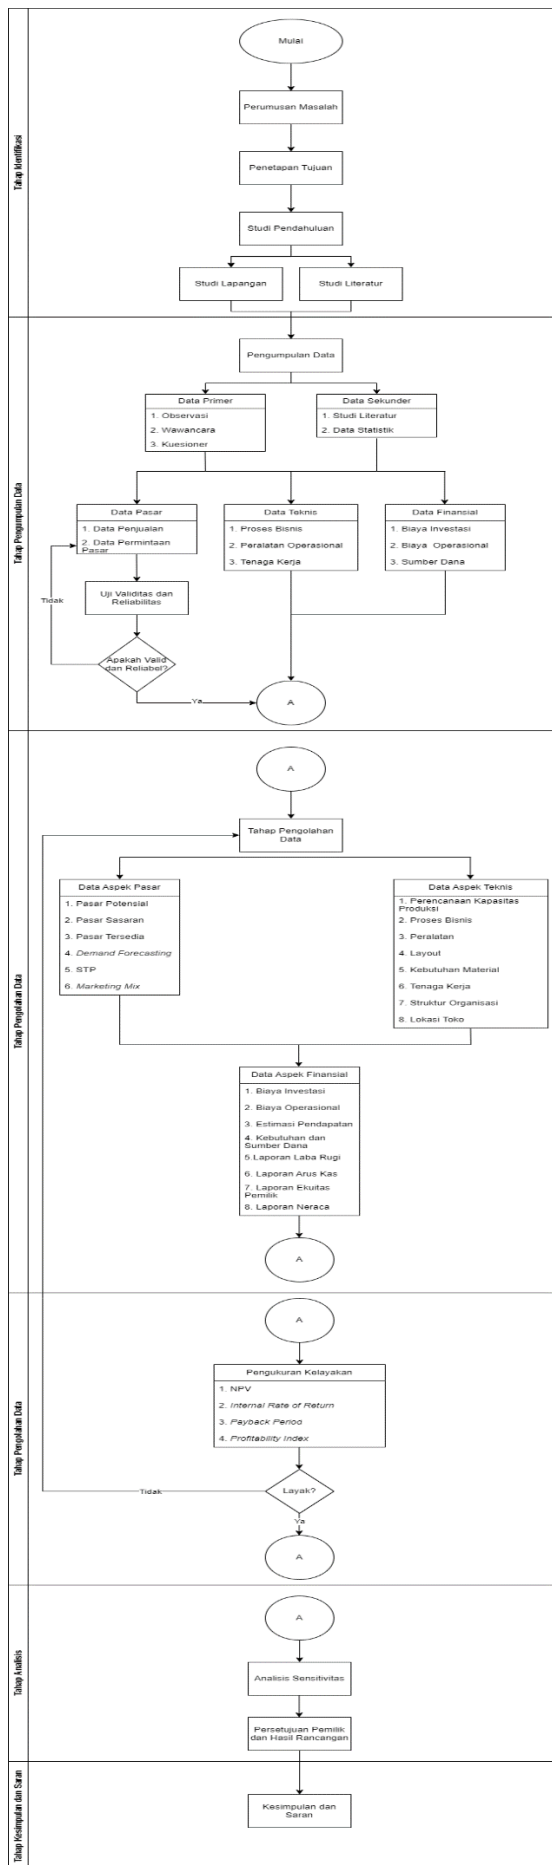 Tahap Identifikasi
Mulai
Perumusan Masalah
Penetapan Tujuan
Studi Pendahuluan
Studi Lapangan
Studi Literatur
Tahap Pengumpulan Data
Pengumpulan Data
Data Primer
1. Observasi
2. Wawancara
3. Kuesioner
Data Sekunder
1. Studi Literatur
2. Data Statistik
Data Pasar
1. Data Penjualan
2. Data Permintaan
Pasar
Data Teknis
1. Proses Bisnis
2. Peralatan Operasional
3. Tenaga Kerja
Data Finansial
1. Biaya Investasi
2. Biaya Operasional
3. Sumber Dana
Uji Validitas dan
Reliabilitas
Tidak
Apakah Valid
dan Reliabel?
Ya
A
Tahap Pengolahan Data
A
Tahap Pengolahan
Data
Data Aspek Pasar
1. Pasar Potensial
2. Pasar Sasaran
3. Pasar Tersedia
4. Demand Forecasting
5. STP
6. Marketing Mix
Data Aspek Teknis
1. Perencanaan Kapasitas
Produksi
2. Proses Bisnis
3. Peralatan
4. Layout
5. Kebutuhan Material
6. Tenaga Kerja
7. Struktur Organisasi
8. Lokasi Toko
Data Aspek Finansial
1. Biaya Investasi
2. Biaya Operasional
3. Estimasi Pendapatan
4. Kebutuhan dan
Sumber Dana
5.Laporan Laba Rugi
6. Laporan Arus Kas
7. Laporan Ekuitas
Pemilik
8. Laporan Neraca
A
Tahap Pengolahan Data
A
Pengukuran Kelayakan
1. NPV
2. Internal Rate of Return
3. Payback Period
4. Profitability Index
Tidak
Layak?
Ya
A
Tahap Analisis
A
Analisis Sensitivitas
Persetujuan Pemilik
dan Hasil Rancangan
Tahap Kesimpulan dan Saran
Kesimpulan dan
Saran